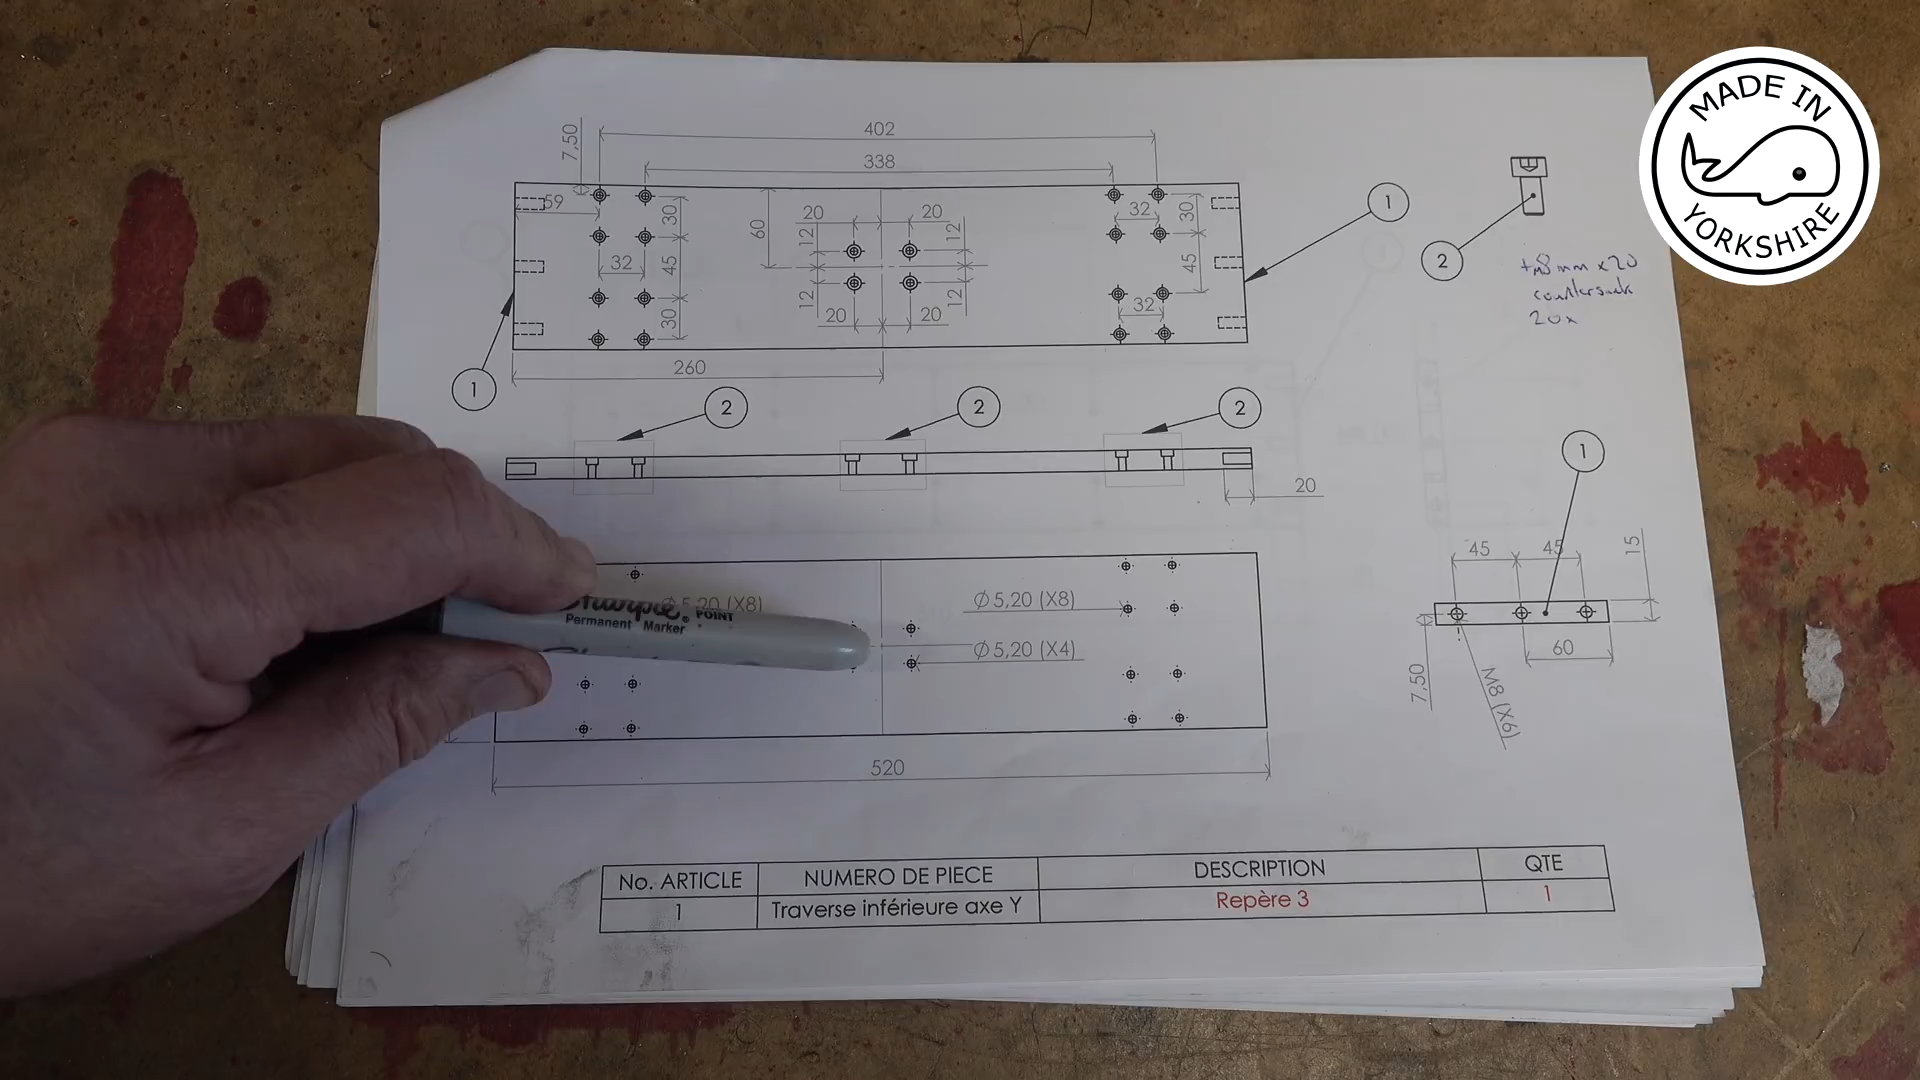 402
7,50
338
59
30
20
20
32
30
60
12
12
32
45
45
12
12
32
30
20
20
1
2
mm x 20
countersunk
20x
260
1
2
2
2
20
1
45
45
15
Ø 5,20 (X8)
Ø 5,20 (X8)
Ø 5,20 (X4)
60
7,50
M8 (X6)
520
Sharpie® POINT
Permanent Marker
No. ARTICLE NUMERO DE PIECE DESCRIPTION QTE
1 Traverse inférieure axe Y Repère 3 1
MADE IN
YORKSHIRE